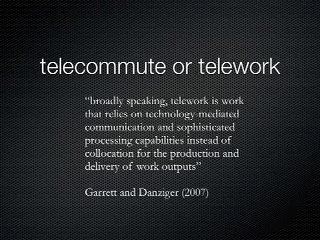 telecommute or telework
“broadly speaking, telework is work
that relies on technology-mediated
communication and sophisticated
processing capabilities instead of
collocation for the production and
delivery of work outputs”
Garrett and Danziger (2007)